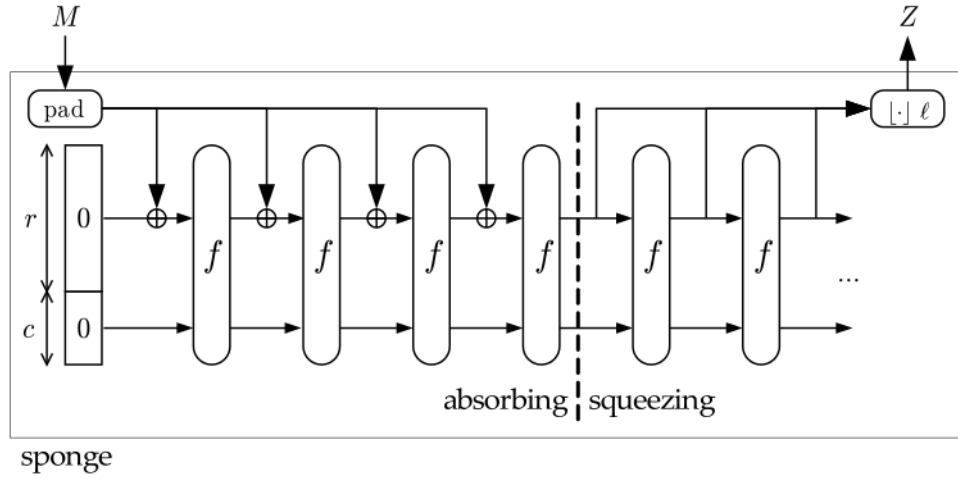 M Z
pad ⌊·⌋ ℓ
r 0 f f f f f f
...
c 0
absorbing squeezing
sponge